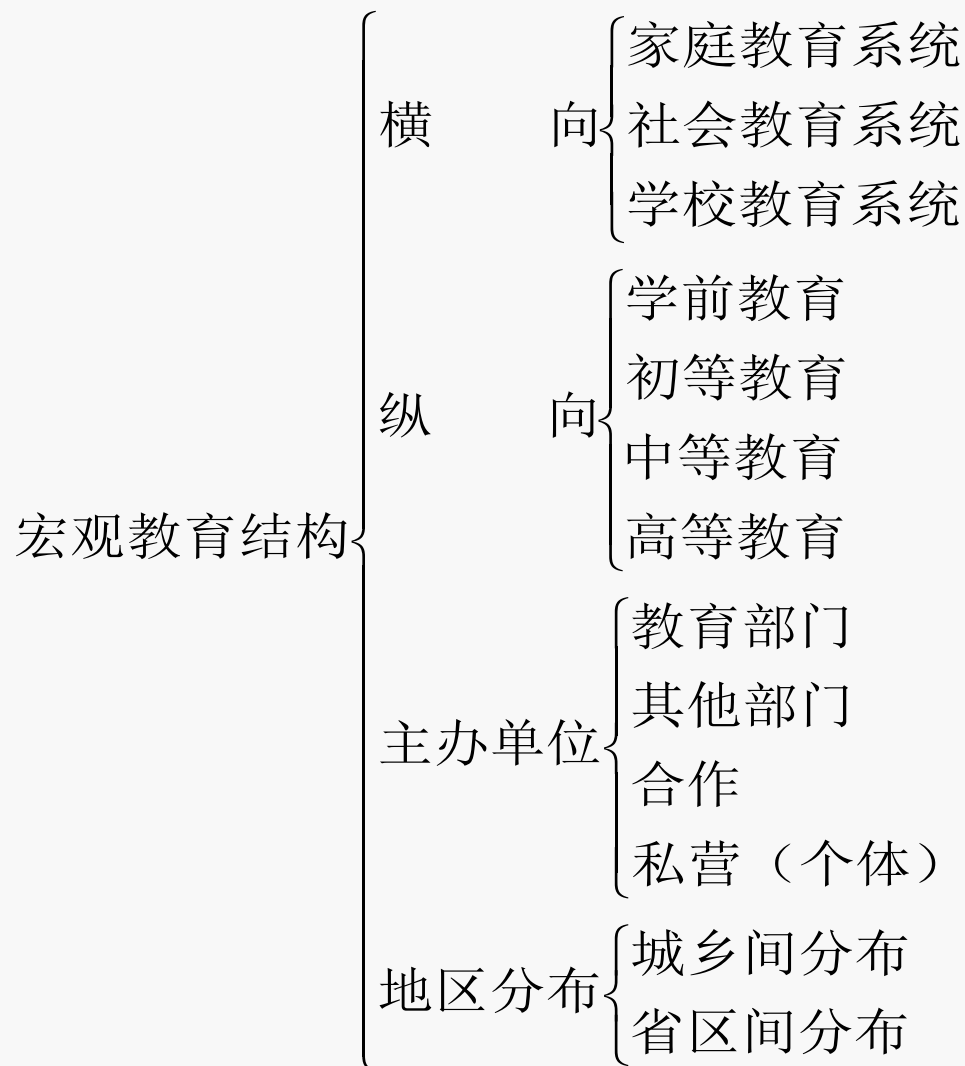 宏观教育结构
横 向
家庭教育系统
社会教育系统
学校教育系统
纵 向
学前教育
初等教育
中等教育
高等教育
主办单位
教育部门
其他部门
合作
私营（个体）
地区分布
城乡间分布
省区间分布